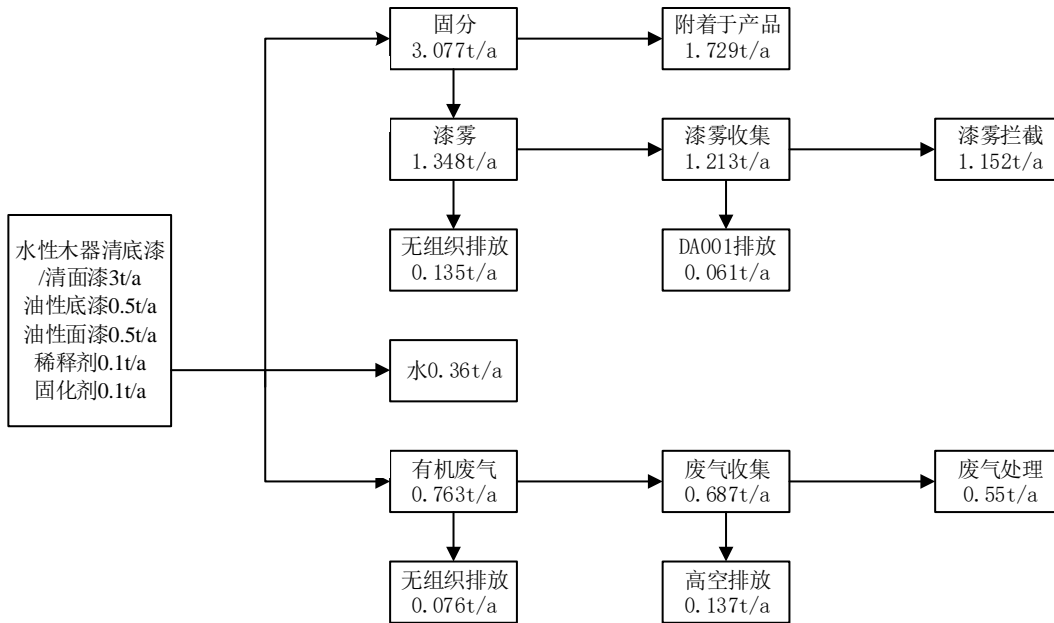 固分
3.077t/a
附着于产品
1.729t/a
漆雾
1.348t/a
漆雾收集
1.213t/a
漆雾拦截
1.152t/a
无组织排放
0.135t/a
DA001排放
0.061t/a
水性木器清底漆
/清面漆3t/a
油性底漆0.5t/a
油性面漆0.5t/a
稀释剂0.1t/a
固化剂0.1t/a
水0.36t/a
有机废气
0.763t/a
废气收集
0.687t/a
废气处理
0.55t/a
无组织排放
0.076t/a
高空排放
0.137t/a